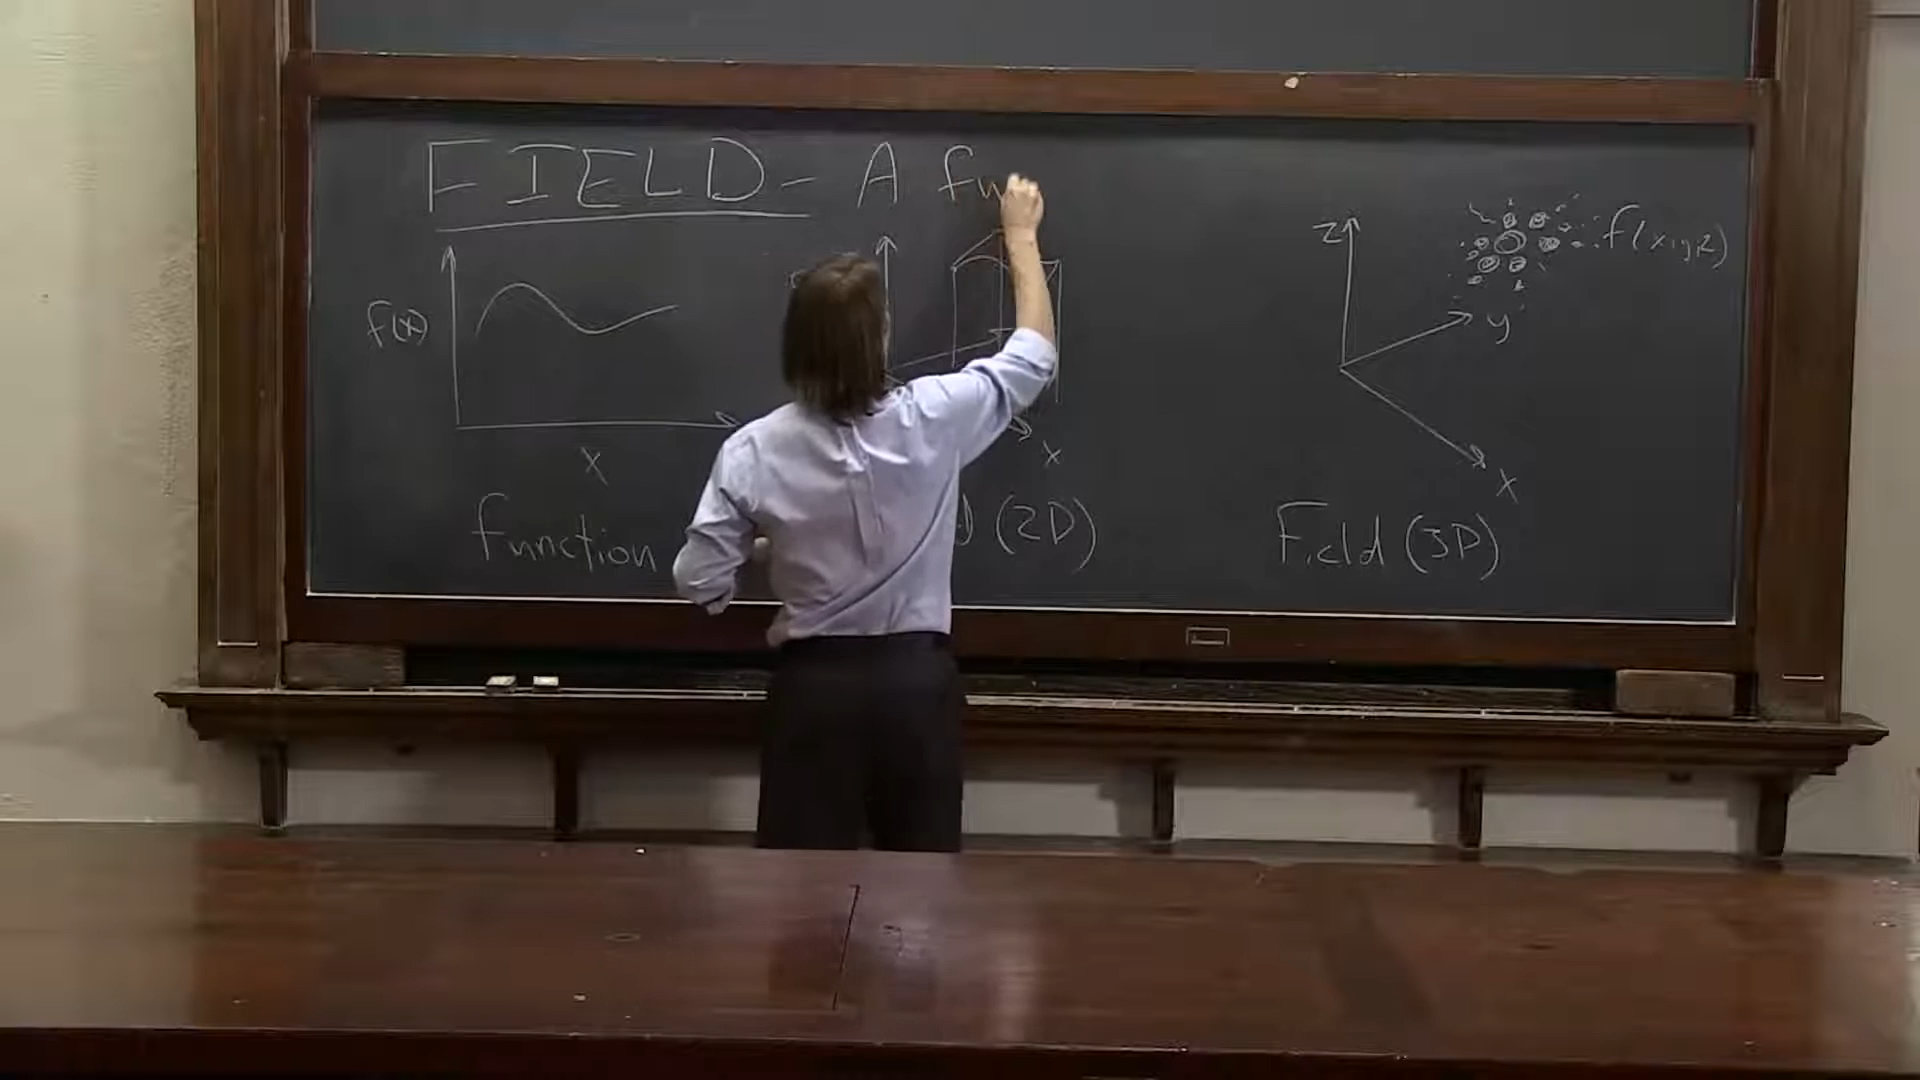 FIELD - A fu
f(x)
x
function
x
(2D)
z
y
x
f(x,y,z)
Field (3D)